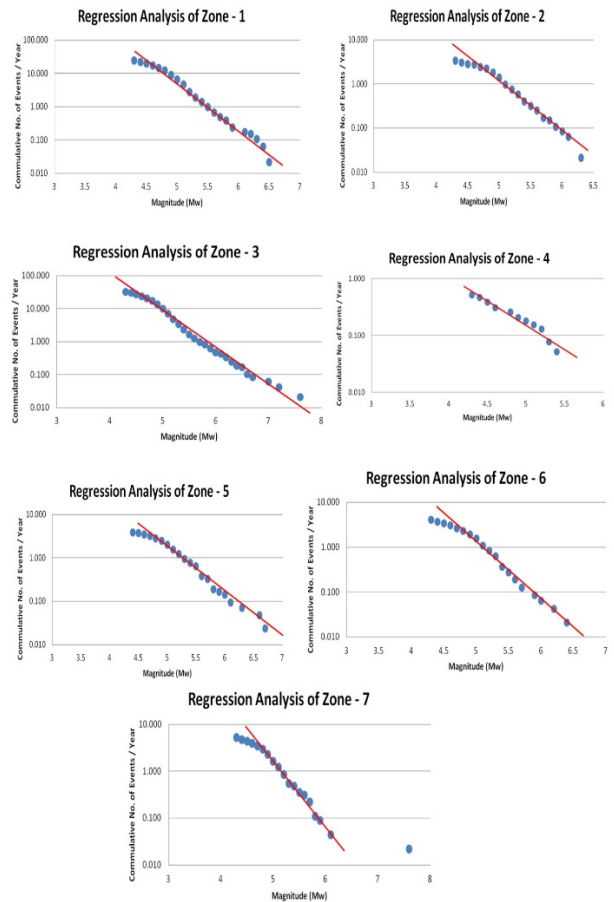 Regression Analysis of Zone - 1
Commulative No. of Events / Year
100.000
10.000
1.000
0.100
0.010
3 3.5 4 4.5 5 5.5 6 6.5 7
Magnitude (Mw)
Regression Analysis of Zone - 2
Commulative No. of Events / Year
10.000
1.000
0.100
0.010
3 3.5 4 4.5 5 5.5 6 6.5
Magnitude (Mw)
Regression Analysis of Zone - 3
Commulative No. of Events / Year
100.000
10.000
1.000
0.100
0.010
3 4 5 6 7 8
Magnitude (Mw)
Regression Analysis of Zone - 4
Commulative No. of Events / Year
1.000
0.100
0.010
3 3.5 4 4.5 5 5.5 6
Magnitude (Mw)
Regression Analysis of Zone - 5
Commulative No. of Events / Year
10.000
1.000
0.100
0.010
3 3.5 4 4.5 5 5.5 6 6.5 7
Magnitude (Mw)
Regression Analysis of Zone - 6
Commulative No. of Events / Year
10.000
1.000
0.100
0.010
3 3.5 4 4.5 5 5.5 6 6.5 7
Magnitude (Mw)
Regression Analysis of Zone - 7
Commulative No. of Events / Year
10.000
1.000
0.100
0.010
3 4 5 6 7 8
Magnitude (Mw)